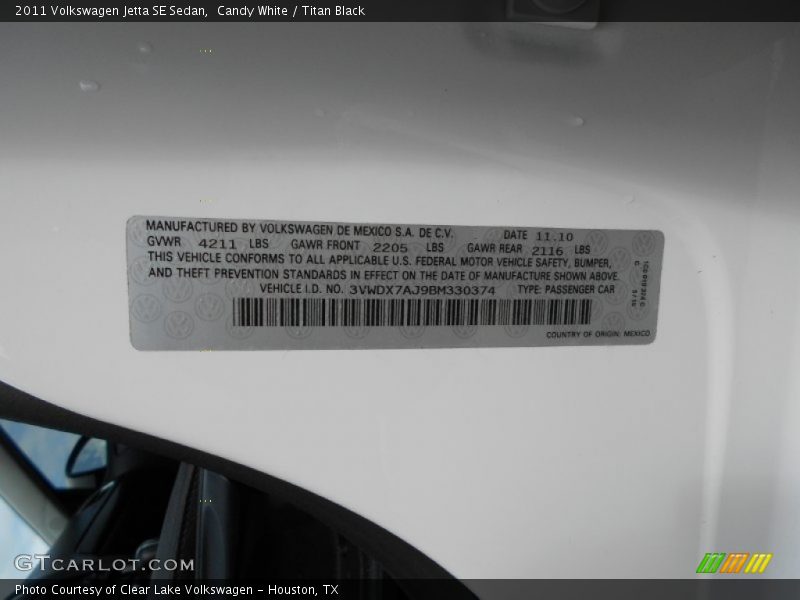 2011 Volkswagen Jetta SE Sedan,  Candy White / Titan Black
MANUFACTURED BY VOLKSWAGEN DE MEXICO S.A. DE C.V. DATE 11.10
GVWR 4211 LBS GAWR FRONT 2205 LBS GAWR REAR 2116 LBS
THIS VEHICLE CONFORMS TO ALL APPLICABLE U.S. FEDERAL MOTOR VEHICLE SAFETY, BUMPER,
AND THEFT PREVENTION STANDARDS IN EFFECT ON THE DATE OF MANUFACTURE SHOWN ABOVE.
VEHICLE I.D. NO. 3VWDX7AJ9BM330374 TYPE: PASSENGER CAR
COUNTRY OF ORIGIN: MEXICO
GTCARLOT.COM
Photo Courtesy of Clear Lake Volkswagen - Houston, TX